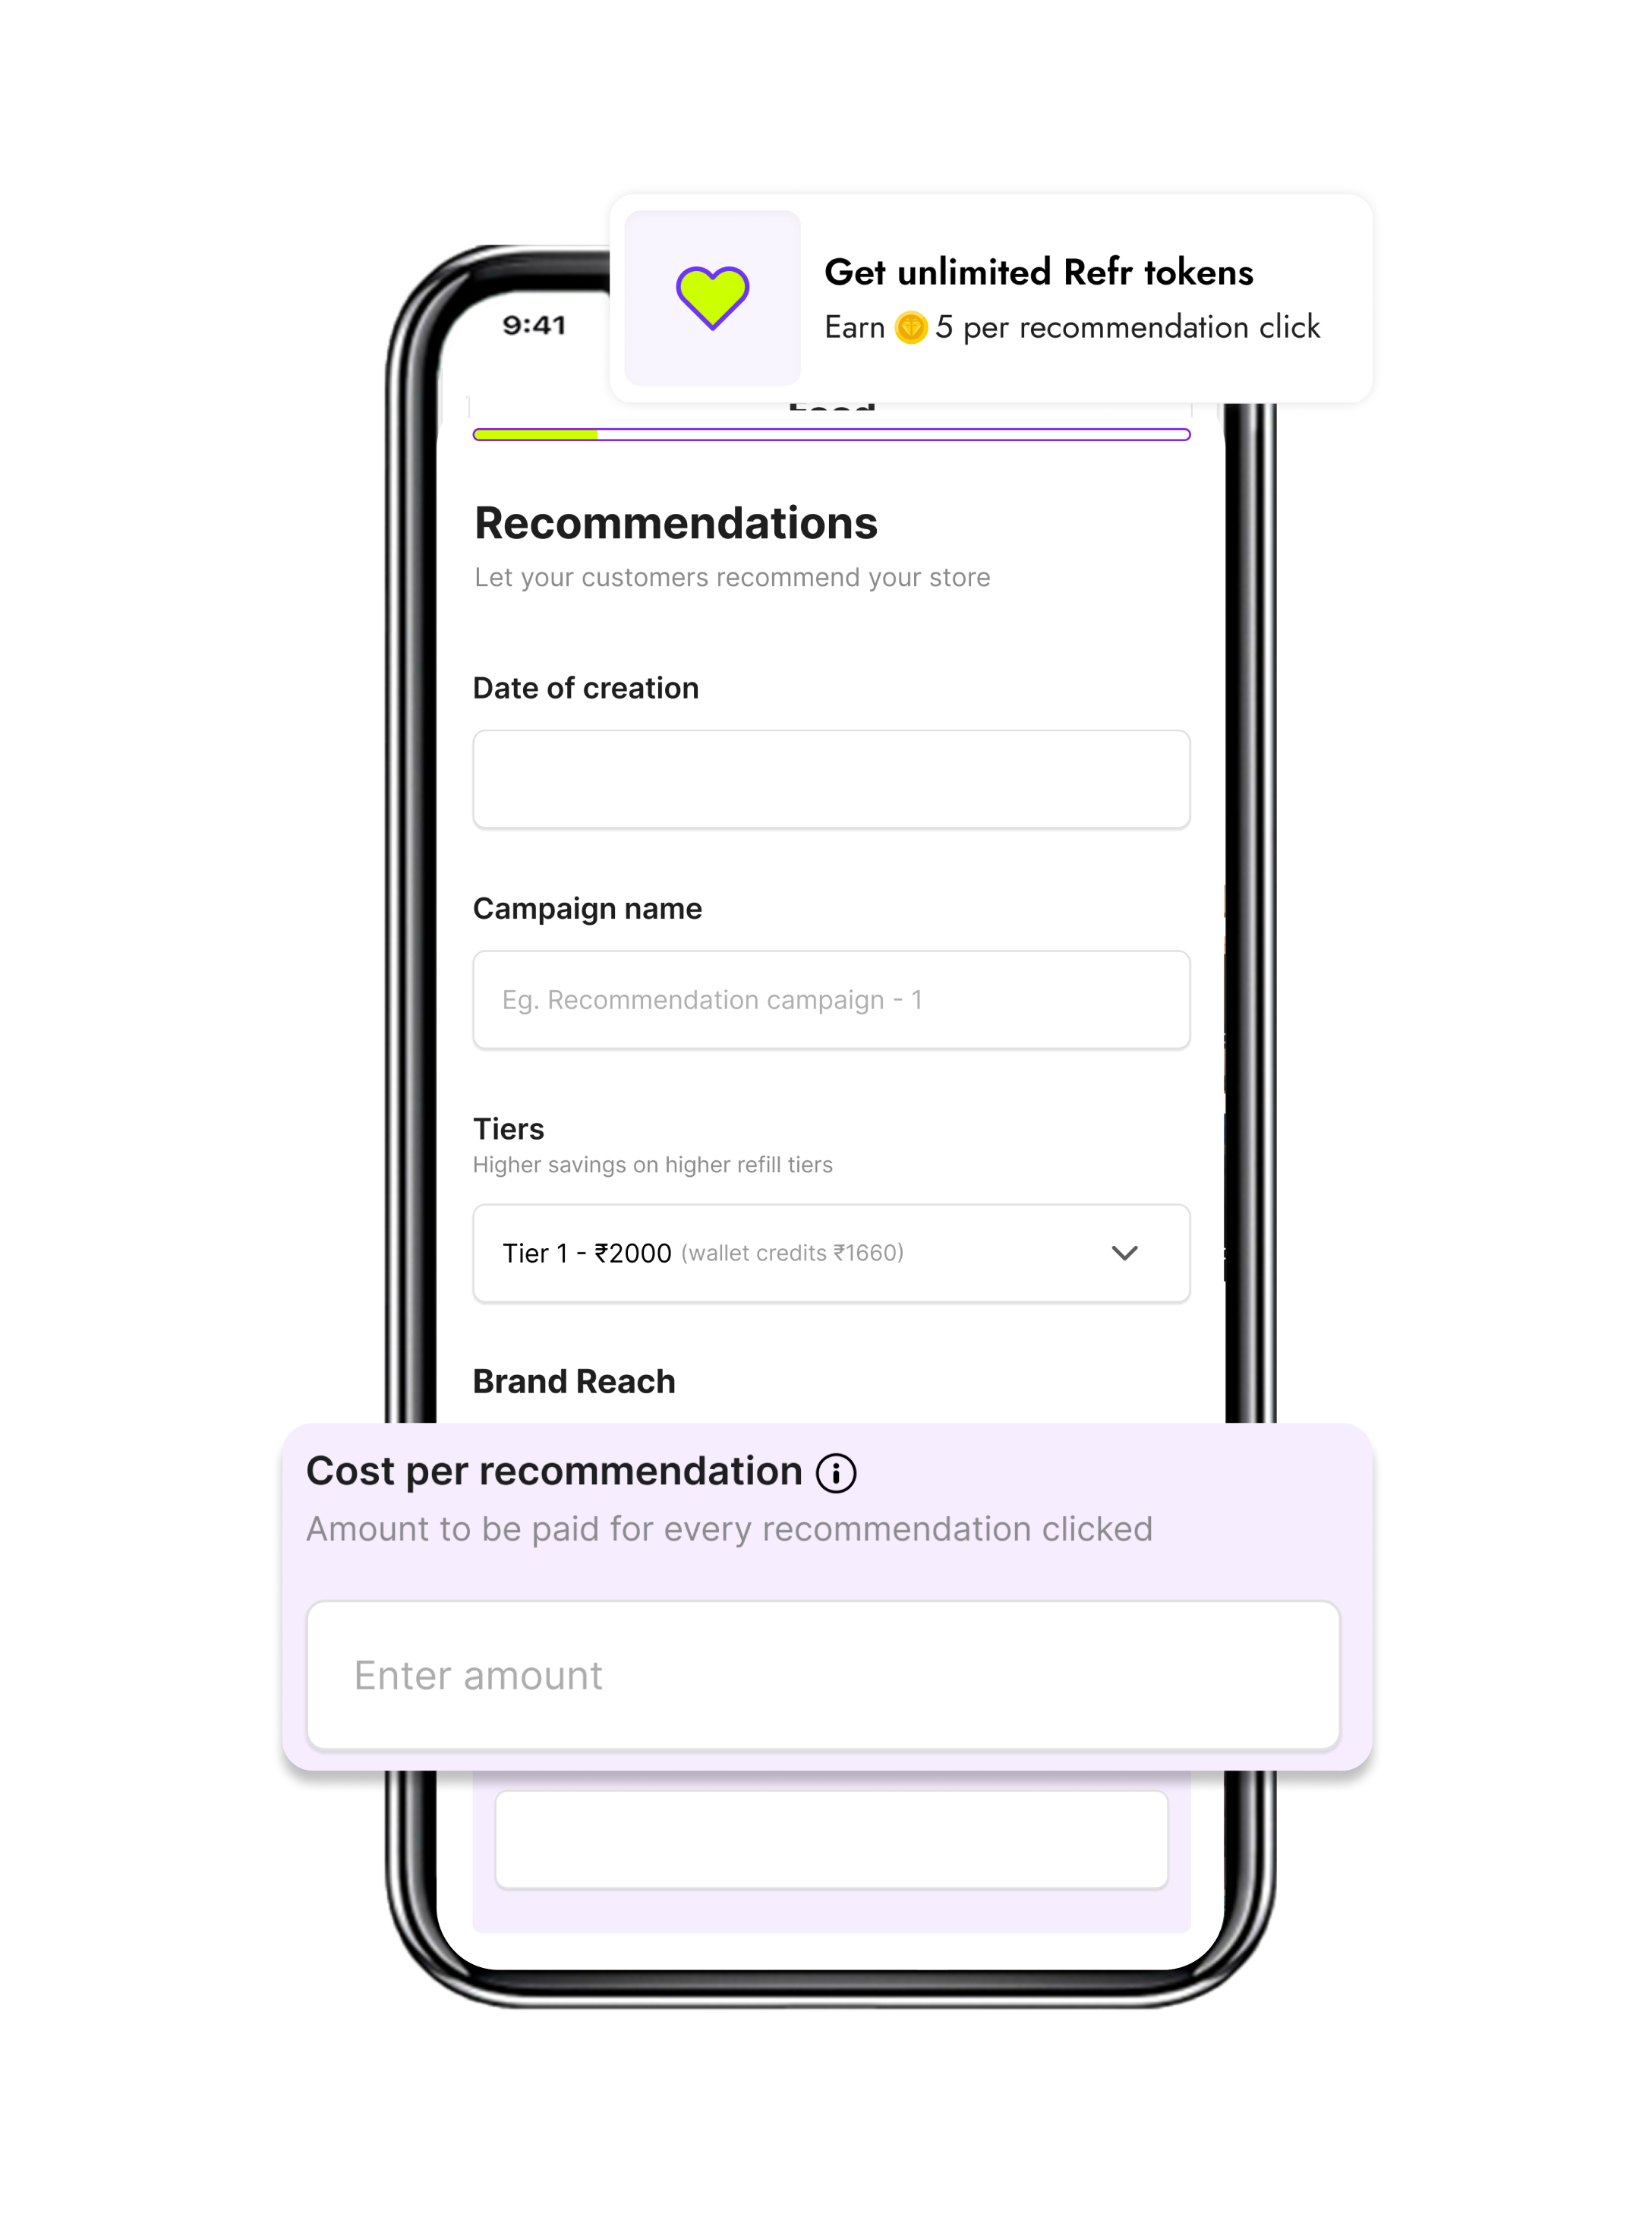 Get unlimited Refr tokens
Earn 5 per recommendation click
9:41
Recommendations
Let your customers recommend your store
Date of creation
Campaign name
Eg. Recommendation campaign - 1
Tiers
Higher savings on higher refill tiers
Tier 1 - ₹2000 (wallet credits ₹1660)
Brand Reach
Cost per recommendation
Amount to be paid for every recommendation clicked
Enter amount